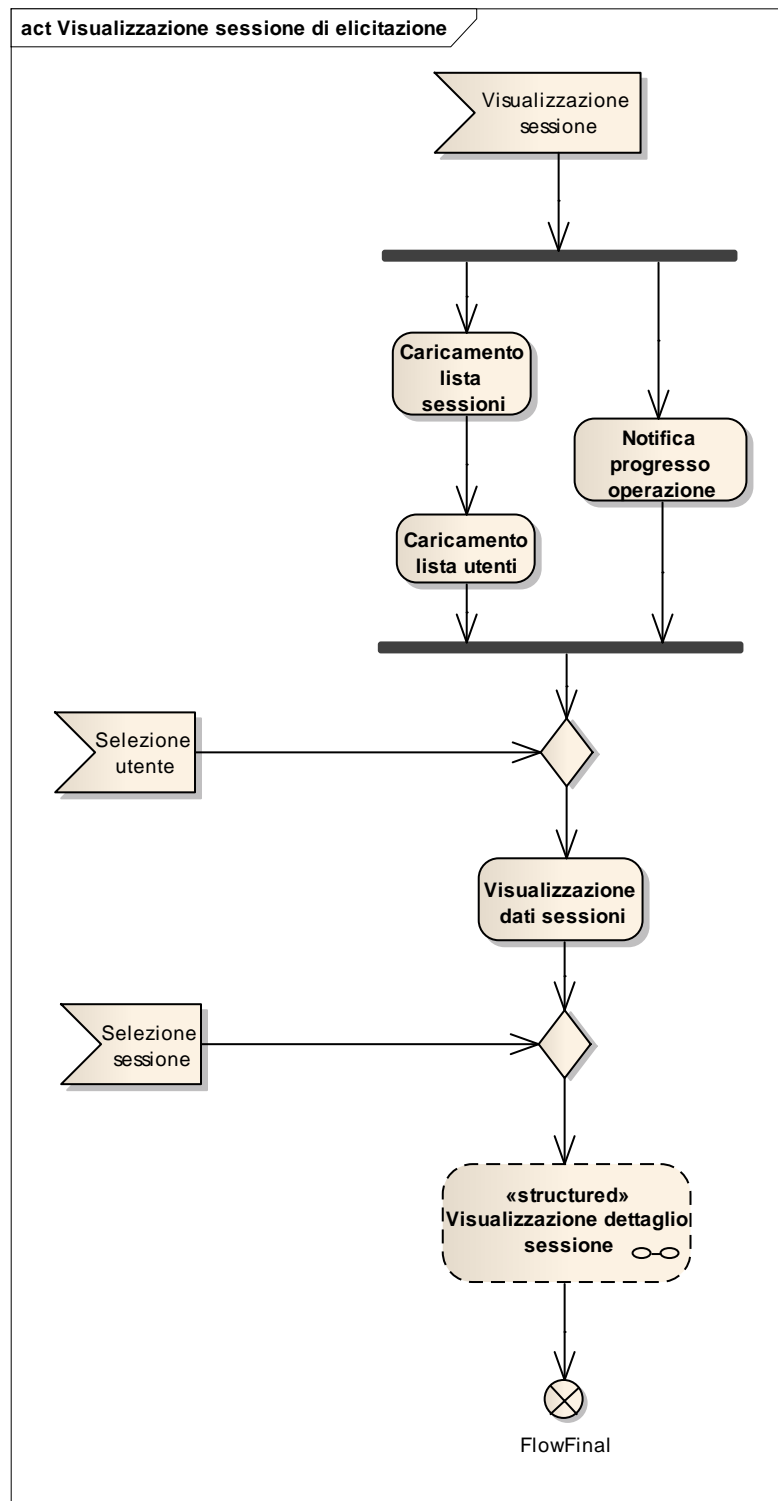 act Visualizzazione sessione di elicitazione
Visualizzazione
sessione
Caricamento
lista
sessioni
Notifica
progresso
operazione
Caricamento
lista utenti
Selezione
utente
Visualizzazione
dati sessioni
Selezione
sessione
«structured»
Visualizzazione dettaglio
sessione
FlowFinal